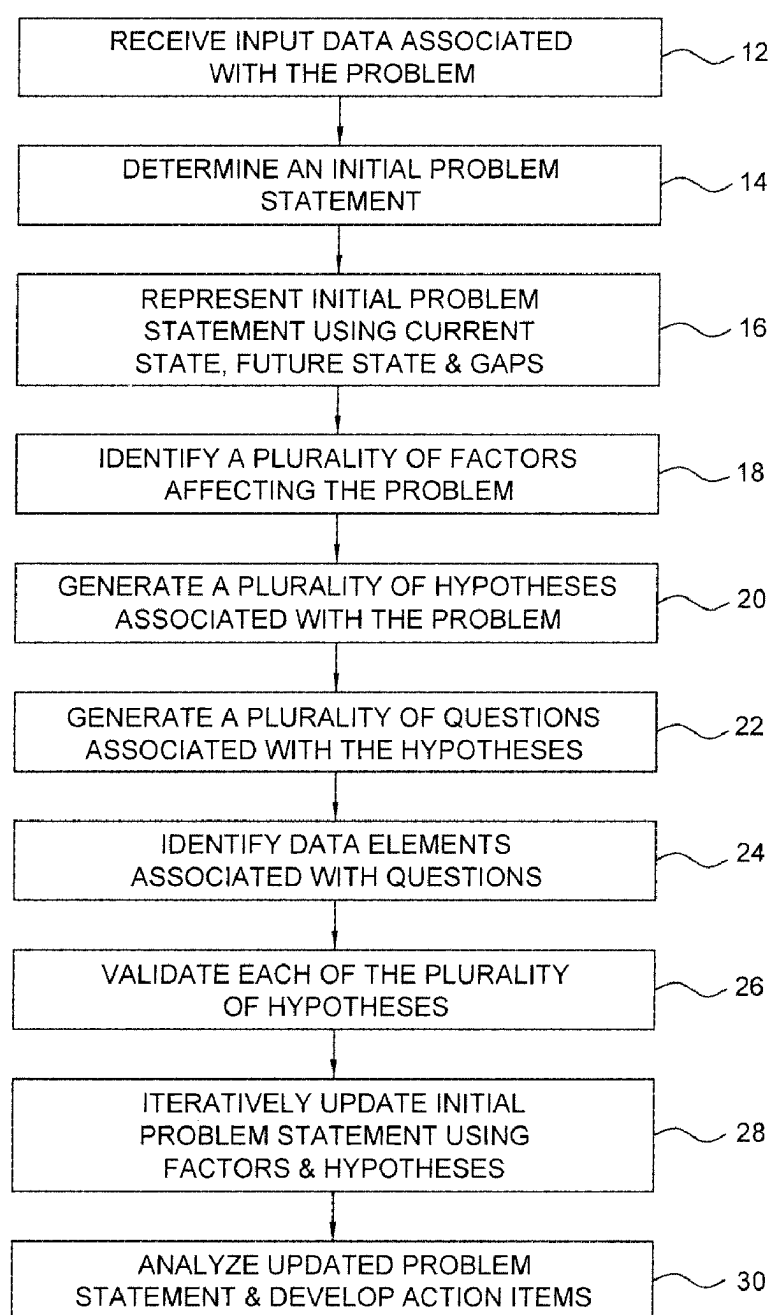 RECEIVE INPUT DATA ASSOCIATED
WITH THE PROBLEM
12
DETERMINE AN INITIAL PROBLEM
STATEMENT
14
REPRESENT INITIAL PROBLEM
STATEMENT USING CURRENT
STATE, FUTURE STATE & GAPS
16
IDENTIFY A PLURALITY OF FACTORS
AFFECTING THE PROBLEM
18
GENERATE A PLURALITY OF HYPOTHESES
ASSOCIATED WITH THE PROBLEM
20
GENERATE A PLURALITY OF QUESTIONS
ASSOCIATED WITH THE HYPOTHESES
22
IDENTIFY DATA ELEMENTS
ASSOCIATED WITH QUESTIONS
24
VALIDATE EACH OF THE PLURALITY
OF HYPOTHESES
26
ITERATIVELY UPDATE INITIAL
PROBLEM STATEMENT USING
FACTORS & HYPOTHESES
28
ANALYZE UPDATED PROBLEM
STATEMENT & DEVELOP ACTION ITEMS
30